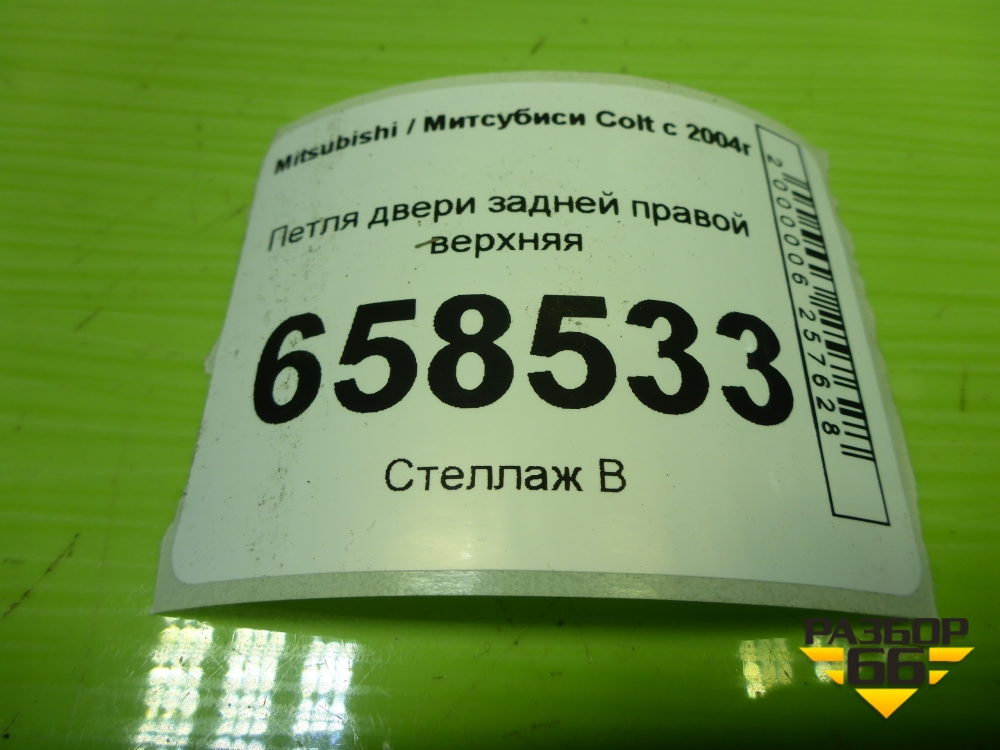 Mitsubishi / Митсубиси Colt с 2004г
Петля двери задней правой
верхняя
658533
Стеллаж В
2000006257628
РАЗБОР
66